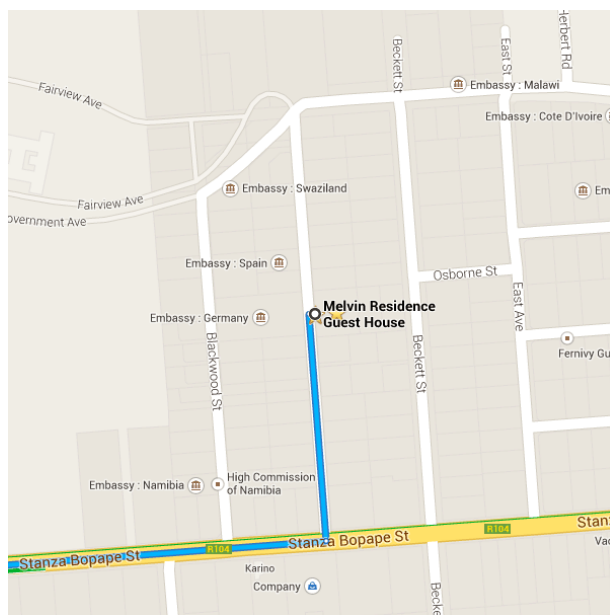 Herbert Rd
Beckett St
East St
Fairview Ave
Embassy : Malawi
Embassy : Cote D'Ivoire
Embassy : Swaziland
Em
Fairview Ave
overnment Ave
Embassy : Spain
Osborne St
Melvin Residence
Guest House
Embassy : Germany
East Ave
Blackwood St
Beckett St
Fernivy Gu
High Commission
of Namibia
Embassy : Namibia
R104
Stanza Bopape St
R104
Stanza Bopape St
Stanz
Karino
Vac
Company
Becke